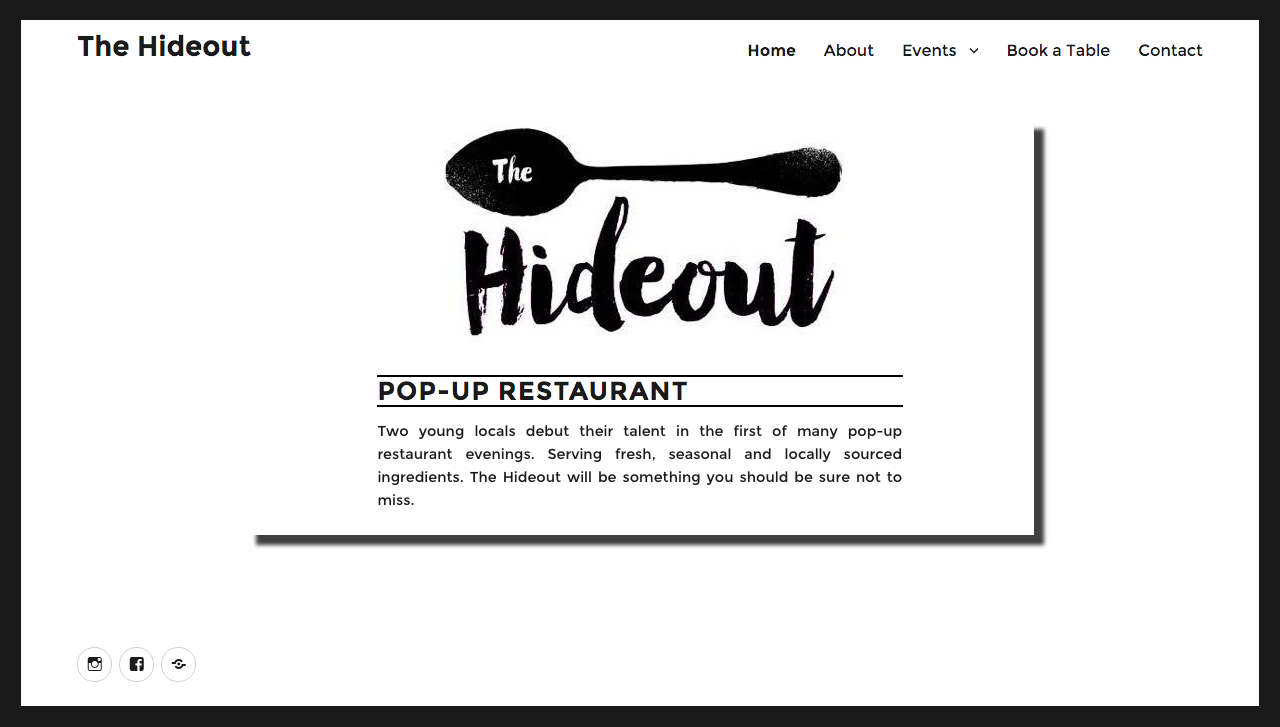 The Hideout
Home About Events Book a Table Contact
The
Hideout
POP-UP RESTAURANT
Two young locals debut their talent in the first of many pop-up
restaurant evenings. Serving fresh, seasonal and locally sourced
ingredients. The Hideout will be something you should be sure not to
miss.